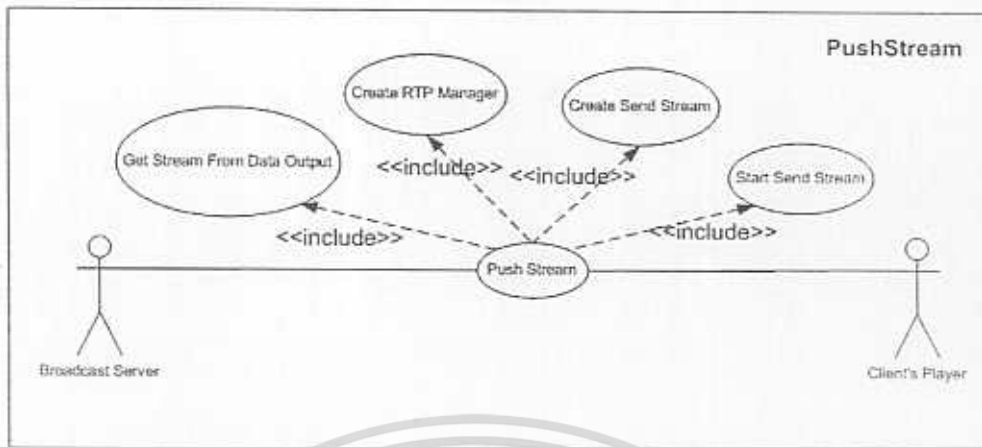 PushStream
Create RTP Manager
Create Send Stream
Get Stream From Data Output
Start Send Stream
<<include>>
<<include>>
<<include>>
<<include>>
Push Stream
Broadcast Server
Client's Player